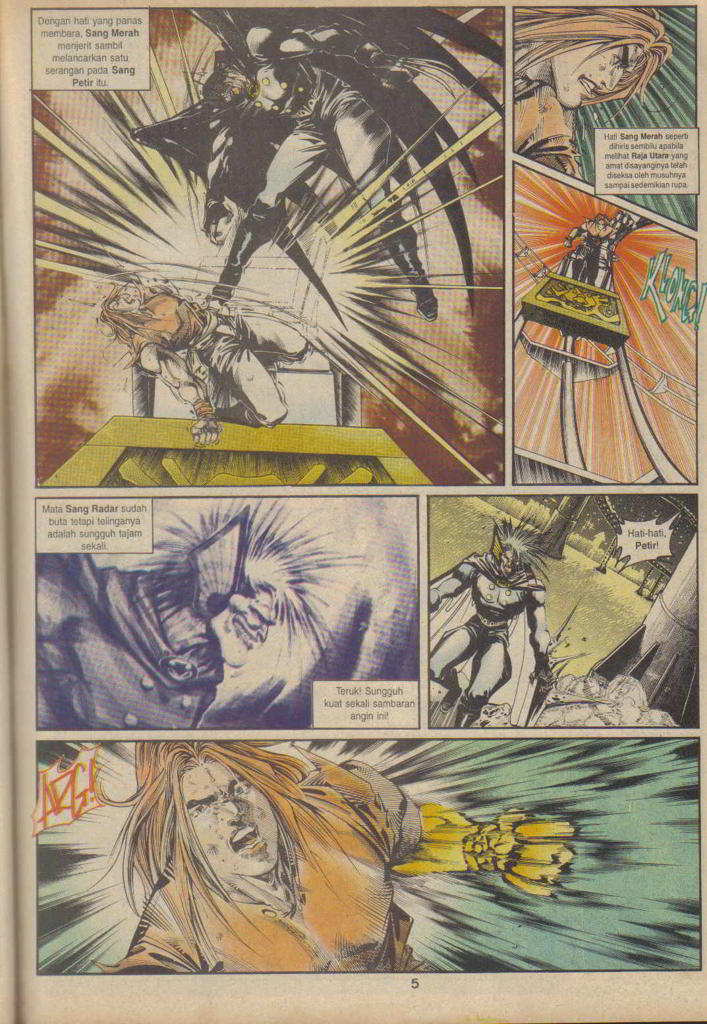 Dengan hati yang panas
membara, Sang Merah
menjerit sambil
melancarkan satu
serangan pada Sang
Petir itu.
Hati Sang Merah seperti
dihiris sembilu apabila
melihat Raja Utara yang
amat disayanginya telah
diseksa oleh musuhnya
sampai sedemikian rupa.
KLONG!
Mata Sang Radar sudah
buta tetapi telinganya
adalah sungguh tajam
sekali.
Teruk! Sungguh
kuat sekali sambaran
angin ini!
Hati-hati,
Petir!
ARG!
5